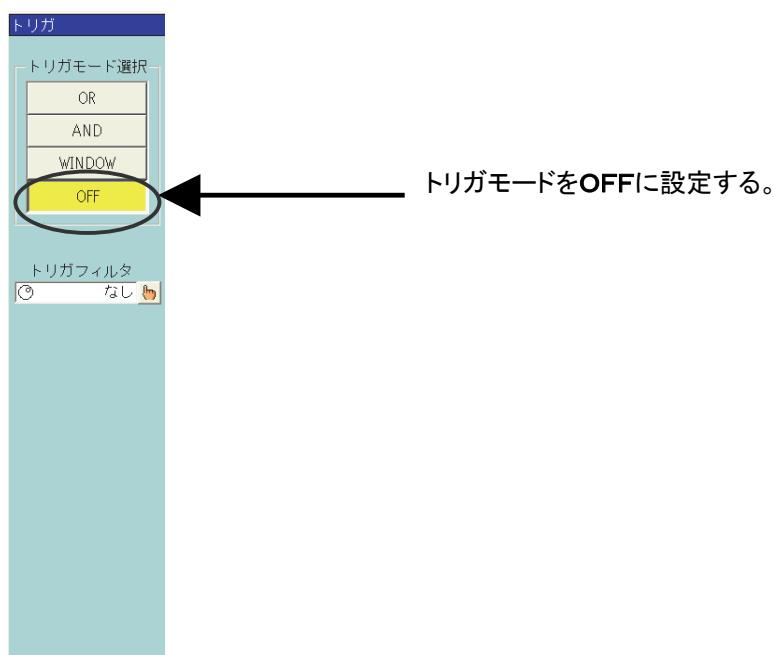 トリガ
トリガモード選択
OR
AND
WINDOW
OFF
トリガモードをOFFに設定する。
トリガフィルタ
なし